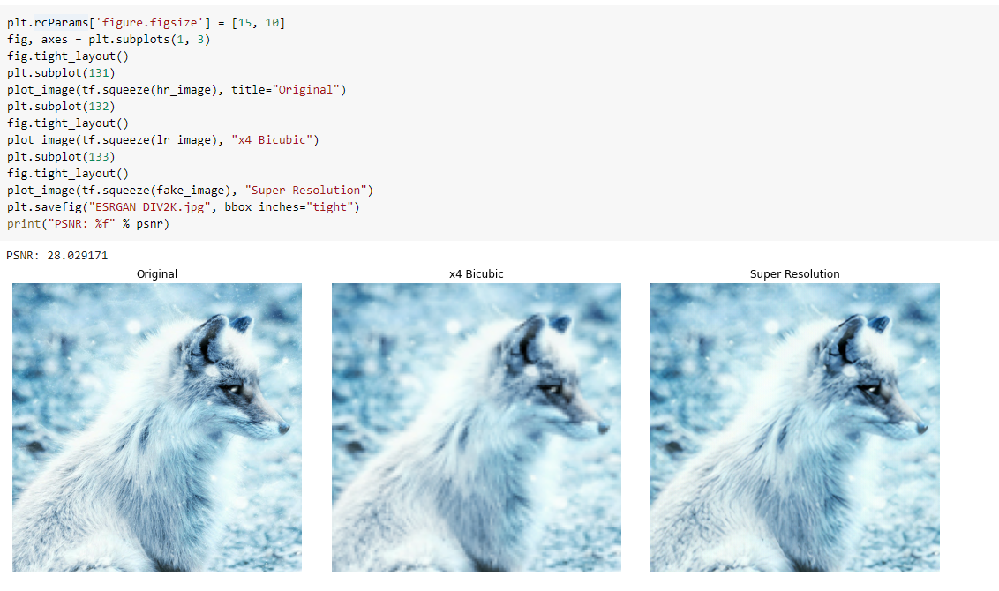 plt.rcParams['figure.figsize'] = [15, 10]
fig, axes = plt.subplots(1, 3)
fig.tight_layout()
plt.subplot(131)
plot_image(tf.squeeze(hr_image), title="Original")
plt.subplot(132)
fig.tight_layout()
plot_image(tf.squeeze(lr_image), "x4 Bicubic")
plt.subplot(133)
fig.tight_layout()
plot_image(tf.squeeze(fake_image), "Super Resolution")
plt.savefig("ESRGAN_DIV2K.jpg", bbox_inches="tight")
print("PSNR: %f" % psnr)
PSNR: 28.029171
Original
x4 Bicubic
Super Resolution